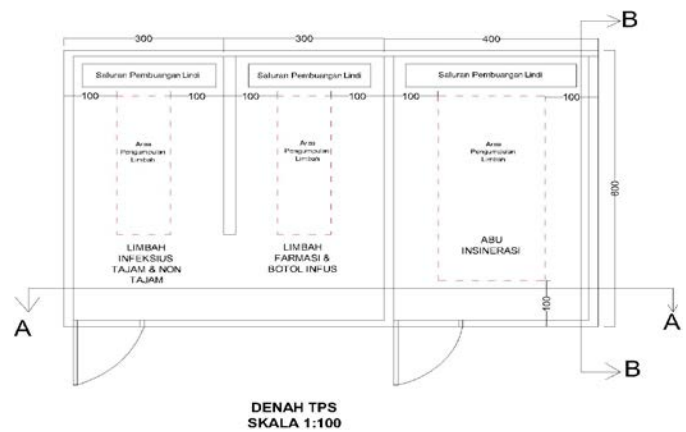 B
300
300
400
Saluran Pembuangan Lindi
Saluran Pembuangan Lindi
Saluran Pembuangan Lindi
100
100
100
100
100
100
Area
Pengumpulan
Limbah
Area
Pengumpulan
Limbah
Area
Pengumpulan
Limbah
600
LIMBAH
INFEKSIUS
TAJAM & NON
TAJAM
LIMBAH
FARMASI &
BOTOL INFUS
ABU
INSINERASI
100
A
A
B
DENAH TPS
SKALA 1:100